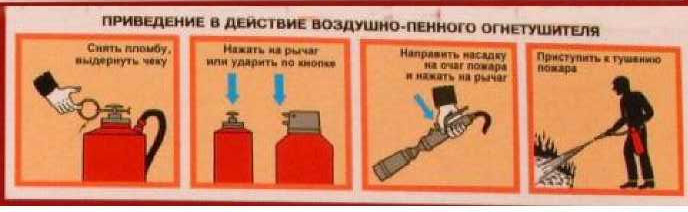 ПРИВЕДЕНИЕ В ДЕЙСТВИЕ ВОЗДУШНО-ПЕННОГО ОГНЕТУШИТЕЛЯ
Снять пломбу,
выдернуть чеку
Нажать на рычаг
или ударить по кнопке
Направить насадку
на очаг пожара
и нажать на рычаг
Приступить к тушению
пожара